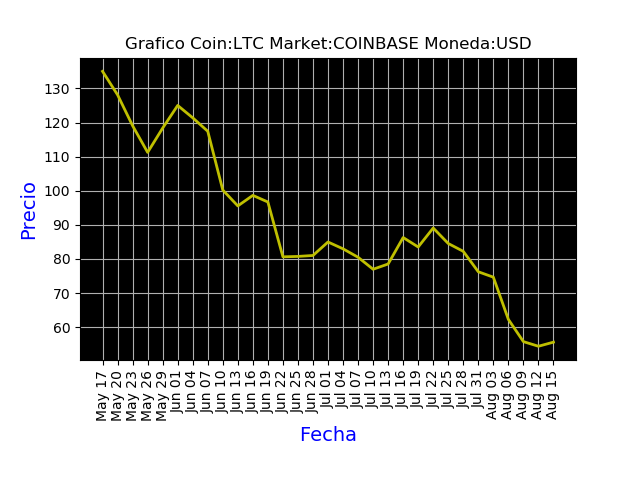 Grafico Coin:LTC Market:COINBASE Moneda:USD
130
120
110
100
90
80
70
60
Precio
May 17
May 20
May 23
May 26
May 29
Jun 01
Jun 04
Jun 07
Jun 10
Jun 13
Jun 16
Jun 19
Jun 22
Jun 25
Jun 28
Jul 01
Jul 04
Jul 07
Jul 10
Jul 13
Jul 16
Jul 19
Jul 22
Jul 25
Jul 28
Jul 31
Aug 03
Aug 06
Aug 09
Aug 12
Aug 15
Fecha